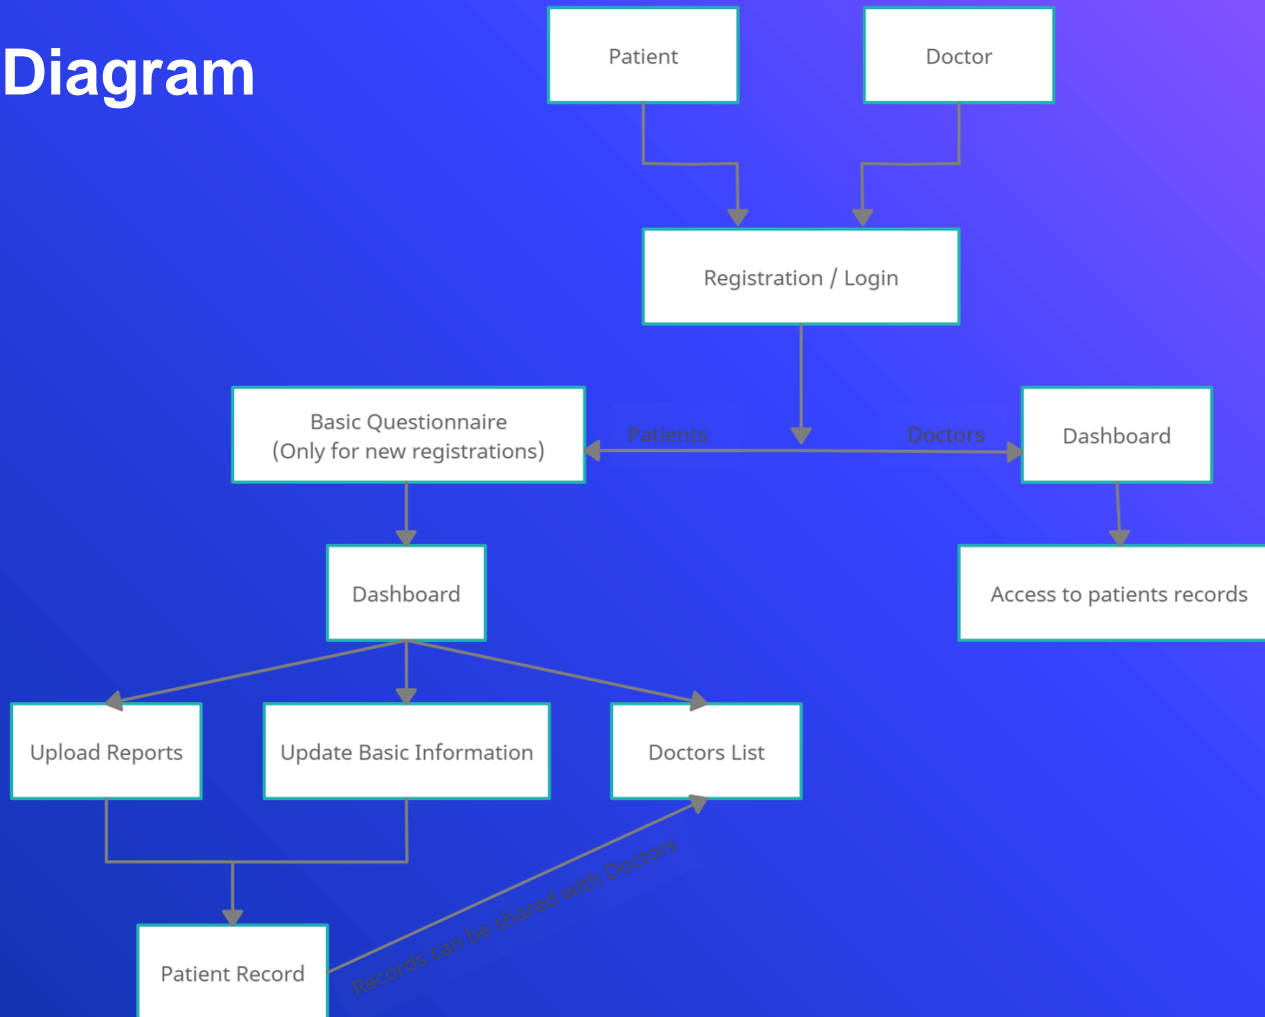 Diagram
Patient
Doctor
Registration / Login
Basic Questionnaire
(Only for new registrations)
Patients
Doctors
Dashboard
Dashboard
Access to patients records
Upload Reports
Update Basic Information
Doctors List
Records can be shared with Doctors
Patient Record